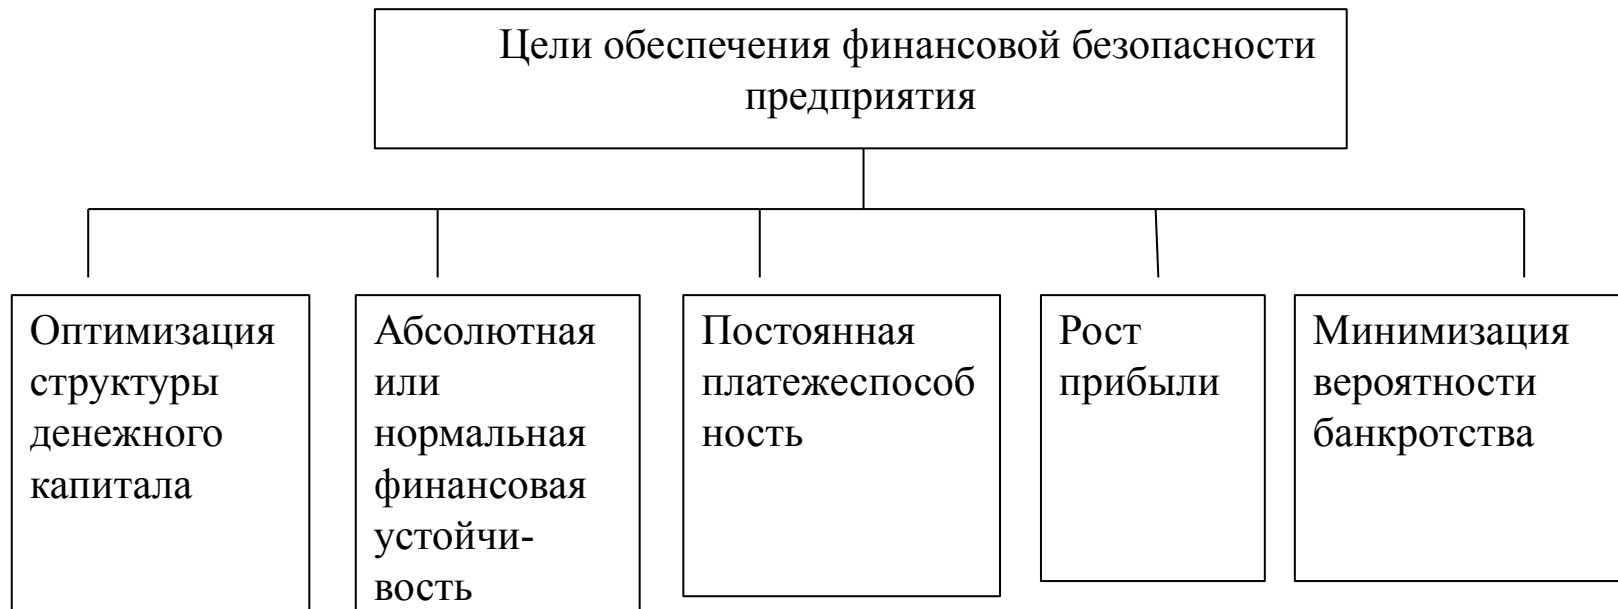 Цели обеспечения финансовой безопасности
предприятия
Оптимизация
структуры
денежного
капитала
Абсолютная
или
нормальная
финансовая
устойчи-
вость
Постоянная
платежеспособ
ность
Рост
прибыли
Минимизация
вероятности
банкротства